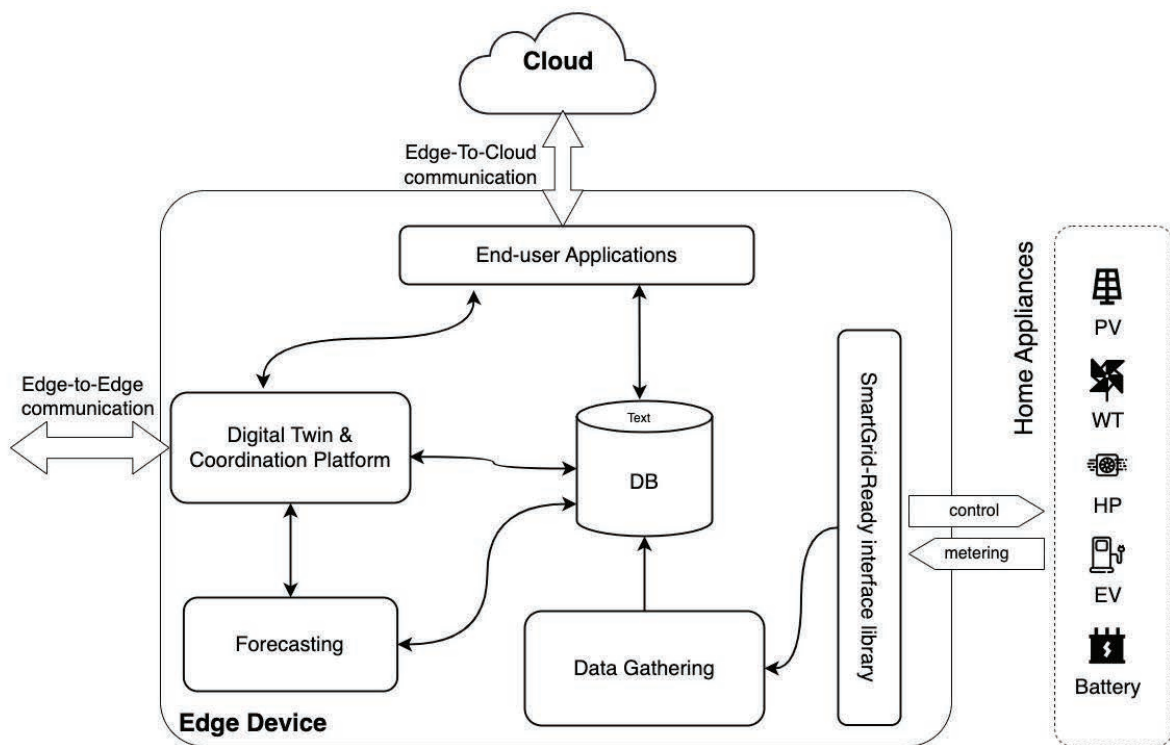 Cloud
Edge-To-Cloud
communication
End-user Applications
Edge-to-Edge
communication
Digital Twin &
Coordination Platform
Text
DB
Forecasting
Data Gathering
SmartGrid-Ready interface library
control
metering
Home Appliances
PV
WT
HP
EV
Battery
Edge Device